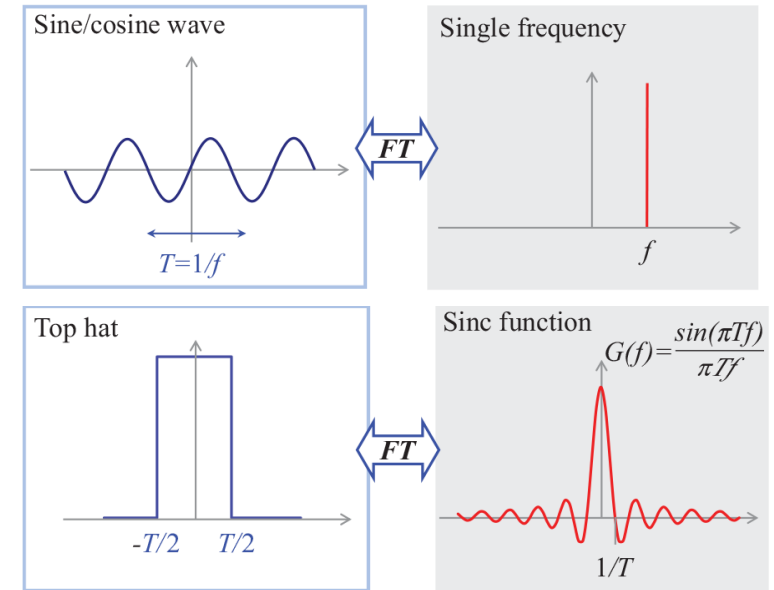 Sine/cosine wave
Single frequency
FT
T=1/f
f
Top hat
Sinc function
G(f)=sin(πTf)/πTf
FT
-T/2 T/2
1/T